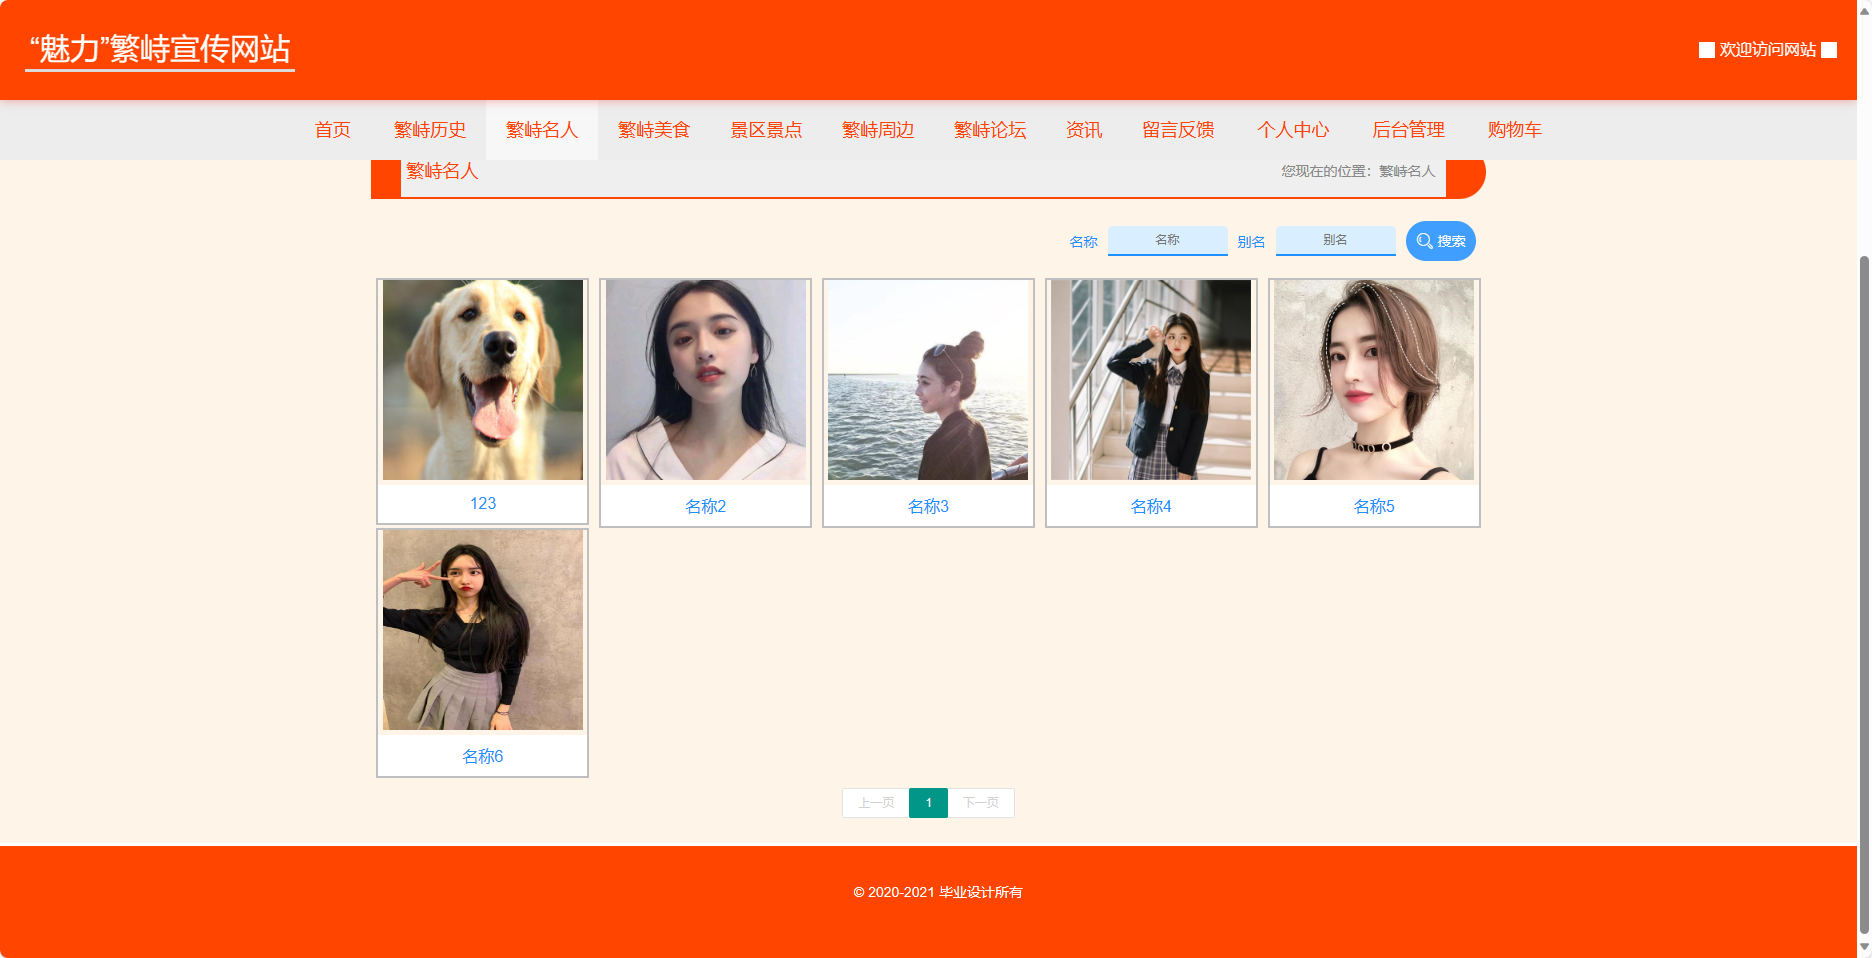 “魅力”繁峙宣传网站
欢迎访问网站
首页 繁峙历史 繁峙名人 繁峙美食 景区景点 繁峙周边 繁峙论坛 资讯 留言反馈 个人中心 后台管理 购物车
繁峙名人 您现在的位置：繁峙名人
名称 名称 别名 别名 搜索
123 名称2 名称3 名称4 名称5
名称6
上一页 1 下一页
© 2020-2021 毕业设计所有